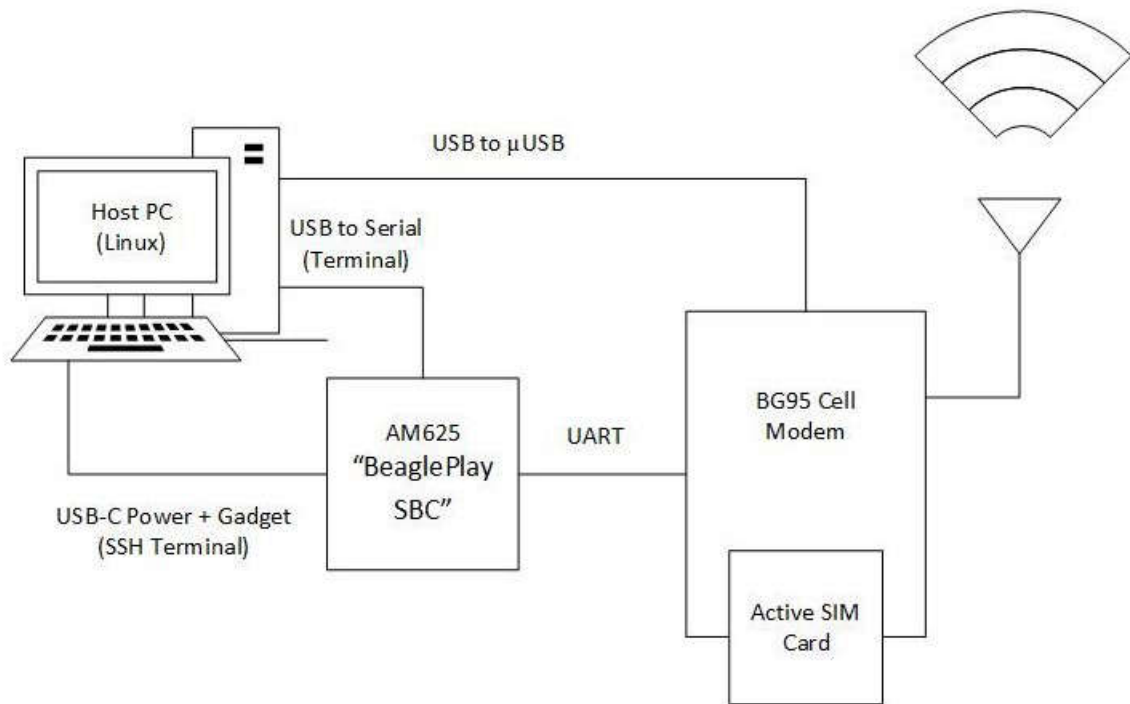 USB to μUSB
Host PC
(Linux)
USB to Serial
(Terminal)
AM625
“BeaglePlay
SBC”
UART
BG95 Cell
Modem
USB-C Power + Gadget
(SSH Terminal)
Active SIM
Card